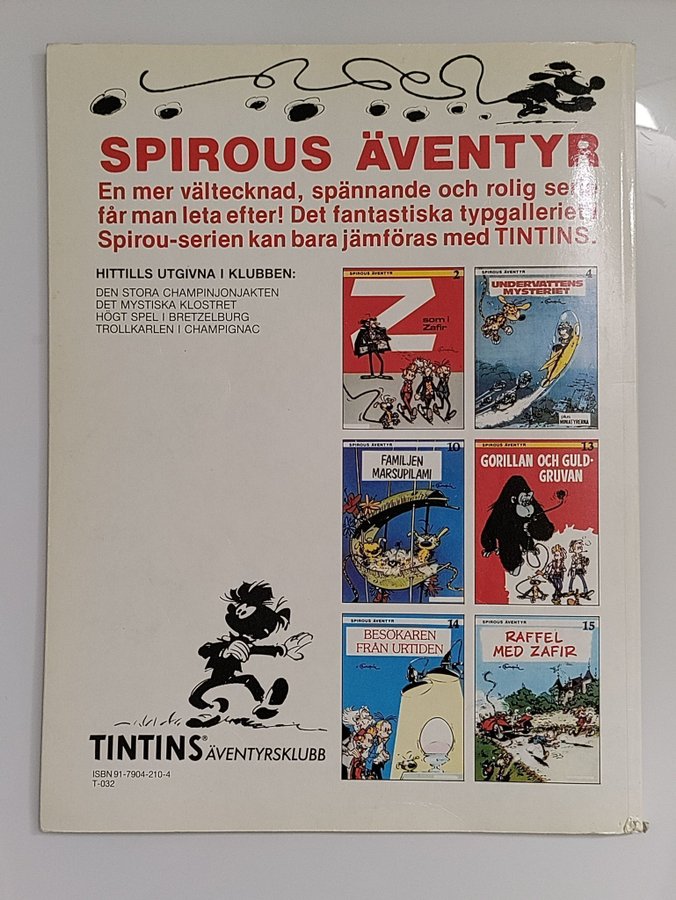 SPIROUS ÄVENTYR
En mer vältecknad, spännande och rolig serie
får man leta efter! Det fantastiska typgalleriet i
Spirou-serien kan bara jämföras med TINTINS.
HITTILLS UTGIVNA I KLUBBEN:
DEN STORA CHAMPINJONJAKTEN
DET MYSTISKA KLOSTRET
HÖGT SPEL I BRETZELBURG
TROLLKARLEN I CHAMPIGNAC
SPIROUS ÄVENTYR 2
Z
som i
Zafir
SPIROUS ÄVENTYR 4
UNDERVATTENS
MYSTERIET
plus
MINIATYRERNA
SPIROUS ÄVENTYR 10
FAMILJEN
MARSUPILAMI
SPIROUS ÄVENTYR 13
GORILLAN OCH GULD-
GRUVAN
SPIROUS ÄVENTYR 14
BESÖKAREN
FRÅN URTIDEN
SPIROUS ÄVENTYR 15
RAFFEL
MED ZAFIR
TINTINS® ÄVENTYRSKLUBB
ISBN 91-7904-210-4
T-032